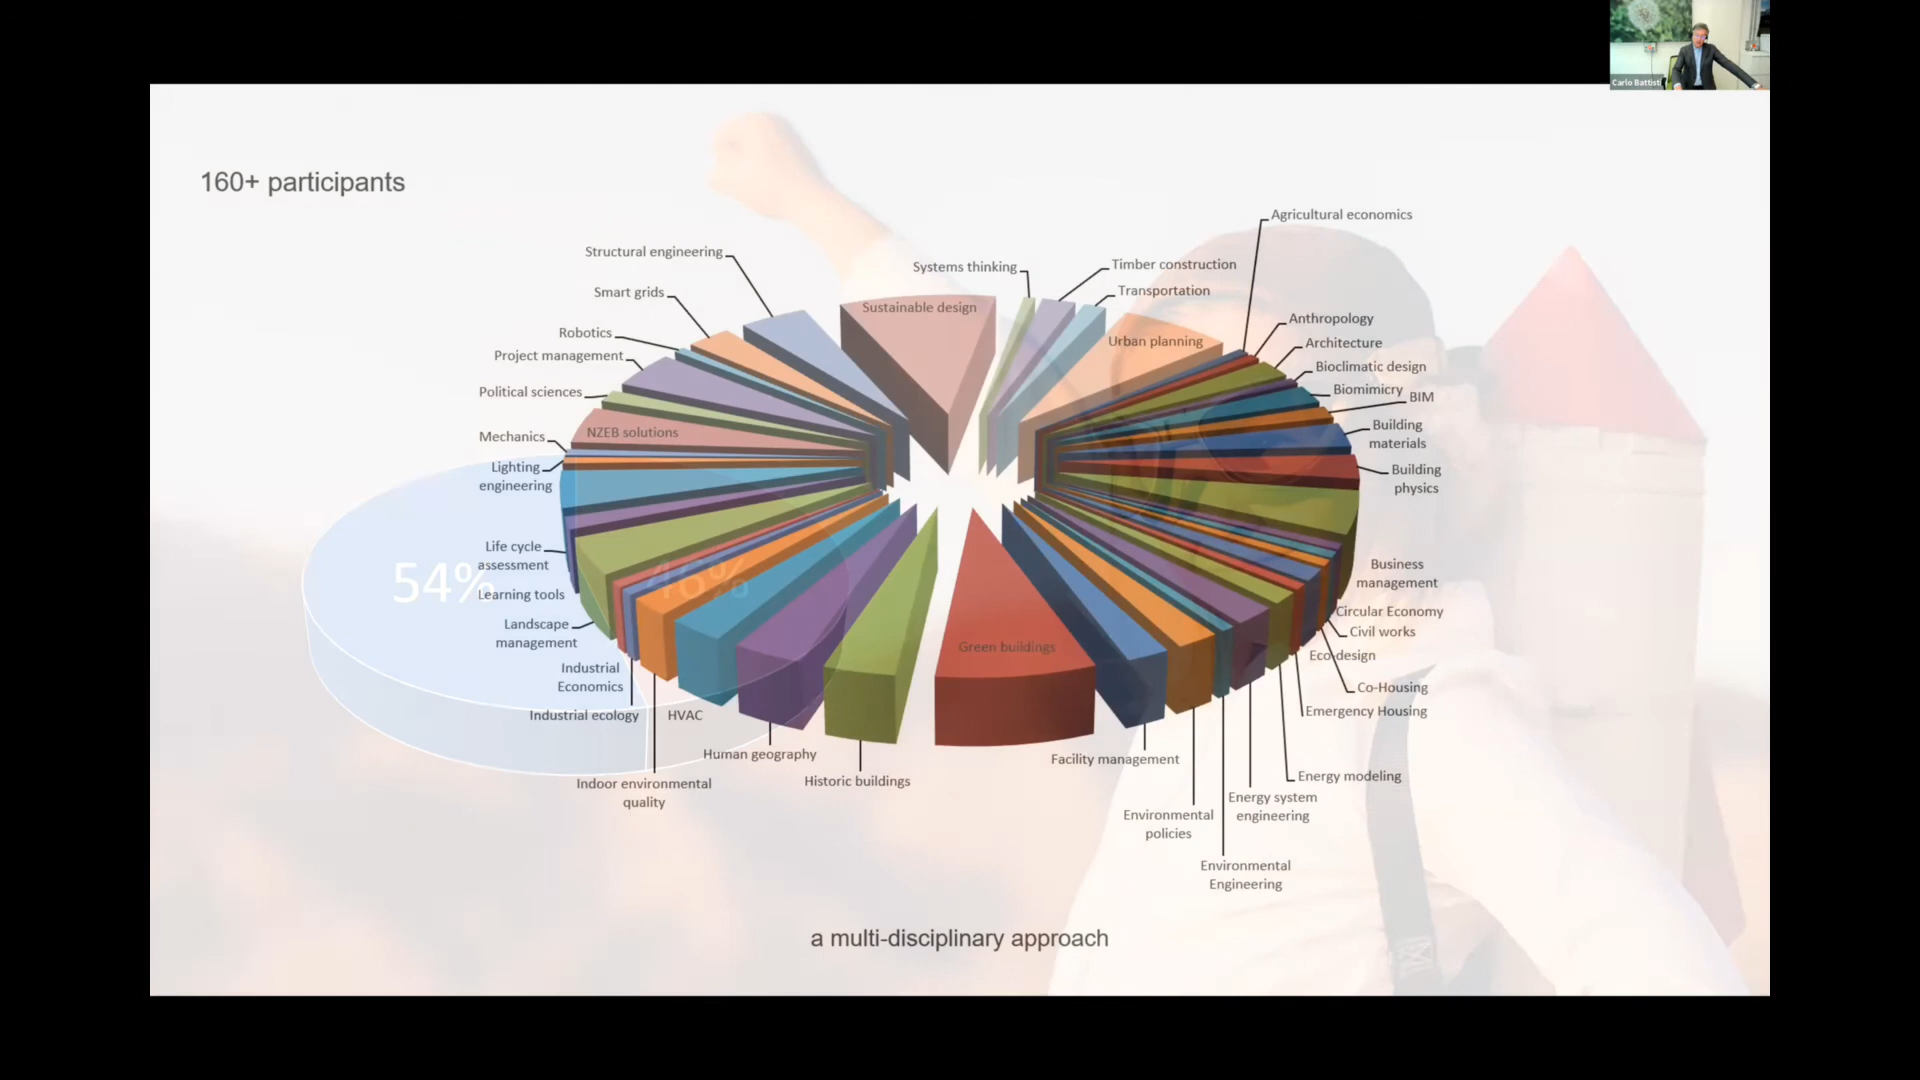 Carlo Battisti
160+ participants
Agricultural economics
Structural engineering
Systems thinking
Timber construction
Smart grids
Transportation
Sustainable design
Anthropology
Robotics
Urban planning
Architecture
Project management
Bioclimatic design
Political sciences
Biomimicry
BIM
NZEB solutions
Building
materials
Mechanics
Lighting
engineering
Building
physics
Life cycle
assessment
54%
46%
Business
management
Learning tools
Circular Economy
Landscape
management
Civil works
Green buildings
Eco-design
Industrial
Economics
Co-Housing
Industrial ecology
HVAC
Emergency Housing
Human geography
Facility management
Historic buildings
Energy modeling
Indoor environmental
quality
Energy system
engineering
Environmental
policies
Environmental
Engineering
a multi-disciplinary approach